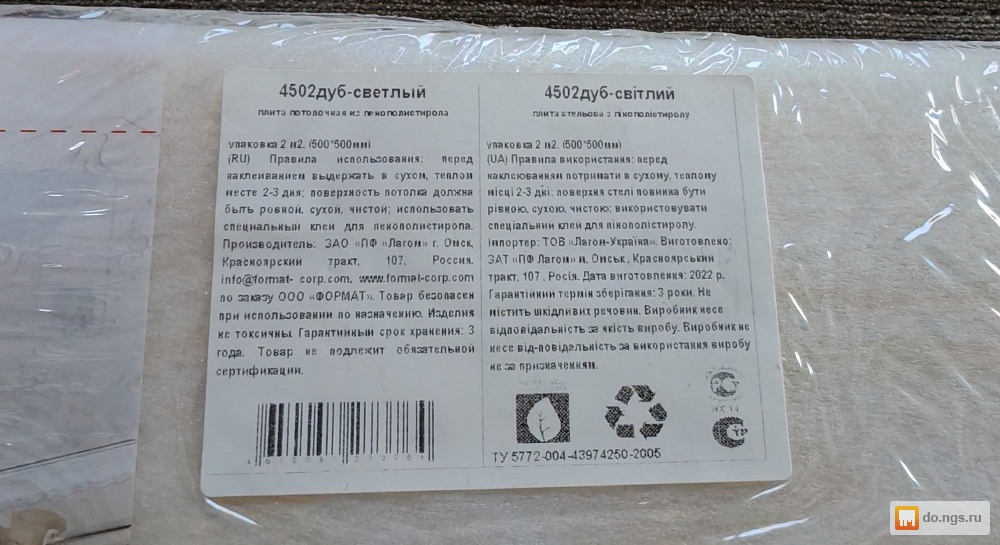 4502дуб-светлый
плита потолочная из пенополистирола
упаковка 2 м2. (500*500мм)
(RU) Правила использования: перед
наклеиванием выдержать в сухом, теплом
месте 2-3 дня; поверхность потолка должна
быть ровной, сухой, чистой; использовать
специальный клей для пенополистирола.
Производитель: ЗАО «ПФ «Лагом» г. Омск,
Красноярский тракт, 107, Россия.
info@format- corp.com, www.format-corp.com
по заказу ООО «ФОРМАТ». Товар безопасен
при использовании по назначению. Изделия
не токсичны. Гарантийный срок хранения: 3
года. Товар не подлежит обязательной
сертификации.
4502дуб-світлий
плита стельова з пінополістиролу
упаковка 2 м2. (500*500мм)
(UA) Правила використання: перед
наклеюванням потримати в сухому, теплому
місці 2-3 дні; поверхня стелі повинна бути
рівною, сухою, чистою; використовувати
спеціальний клей для пінополістиролу.
Імпортер: ТОВ «Лагом-Україна». Виготовлено:
ЗАТ «ПФ Лагом» м. Омськ, Красноярський
тракт, 107 , Росія. Дата виготовлення: 2022 р.
Гарантійний термін зберігання: 3 роки. Не
містить шкідливих речовин. Виробник несе
відповідальність за якість виробу. Виробник не
несе від-повідальність за використання виробу
не за призначенням.
ТУ 5772-004-43974250-2005
do.ngs.ru